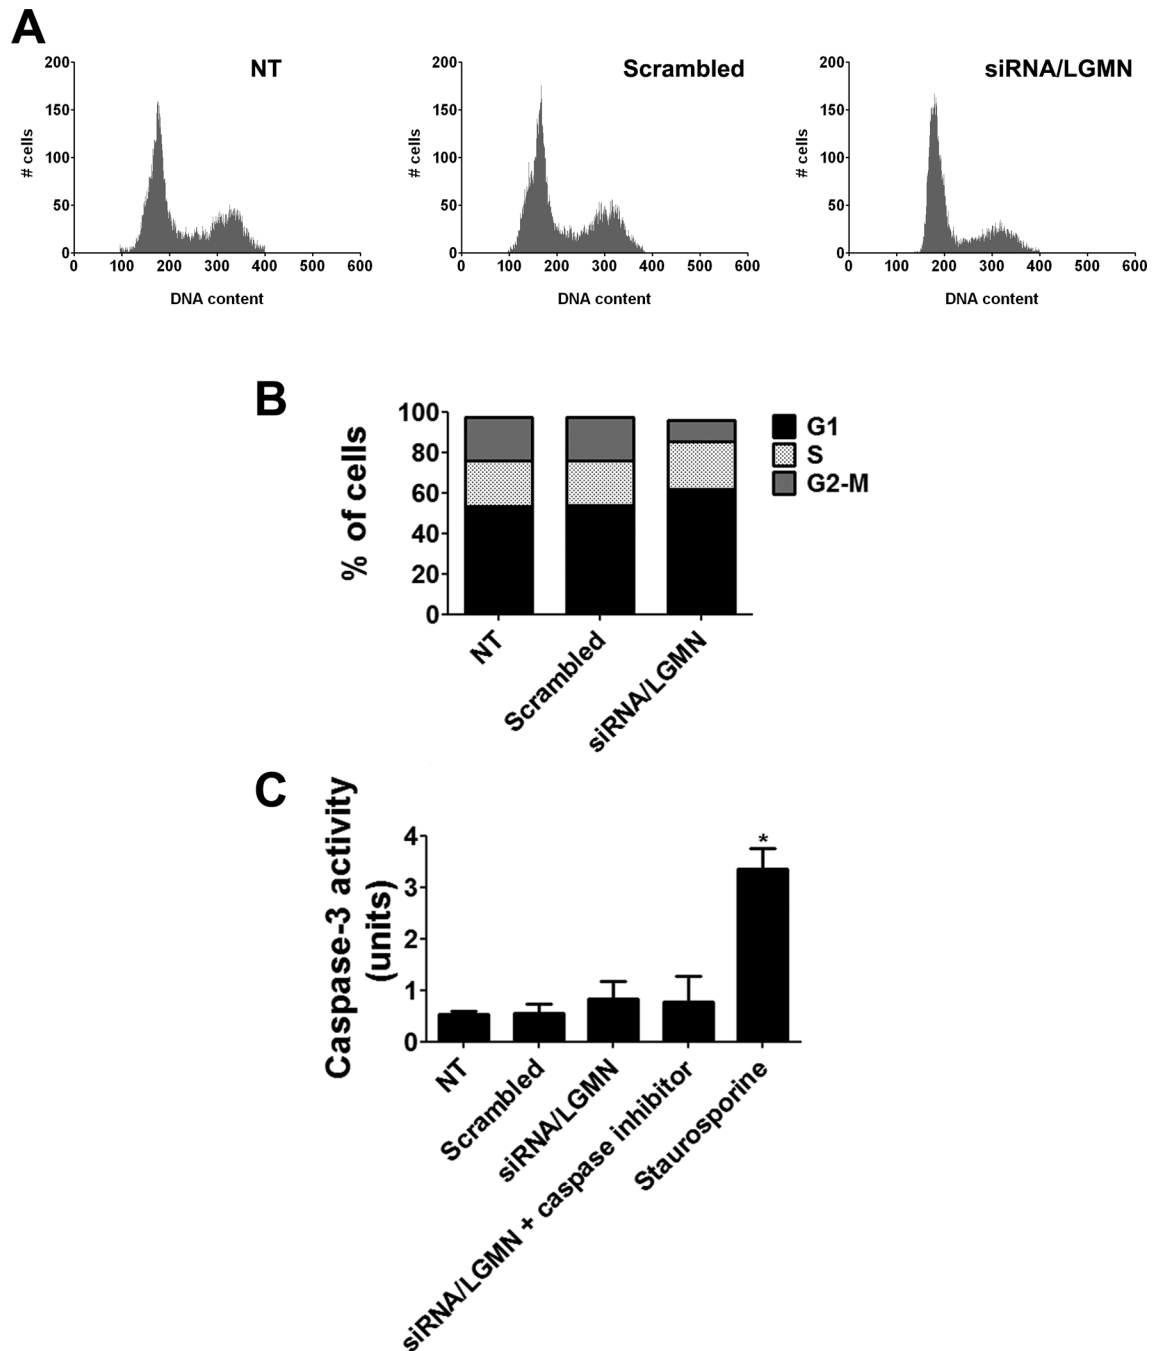 A
NT
Scrambled
siRNA/LGMN
200
150
100
50
0
# cells
0 100 200 300 400 500 600
DNA content
200
150
100
50
0
# cells
0 100 200 300 400 500 600
DNA content
200
150
100
50
0
# cells
0 100 200 300 400 500 600
DNA content
B
% of cells
100
80
60
40
20
0
NT
Scrambled
siRNA/LGMN
G1
S
G2-M
C
Caspase-3 activity
(units)
4
3
2
1
0
*
NT
Scrambled
siRNA/LGMN
siRNA/LGMN + caspase inhibitor
Staurosporine